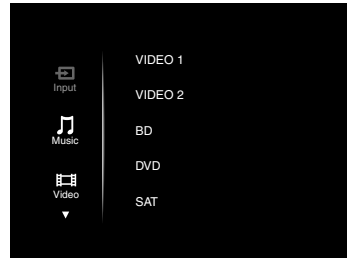 Input
Music
Video
VIDEO 1
VIDEO 2
BD
DVD
SAT